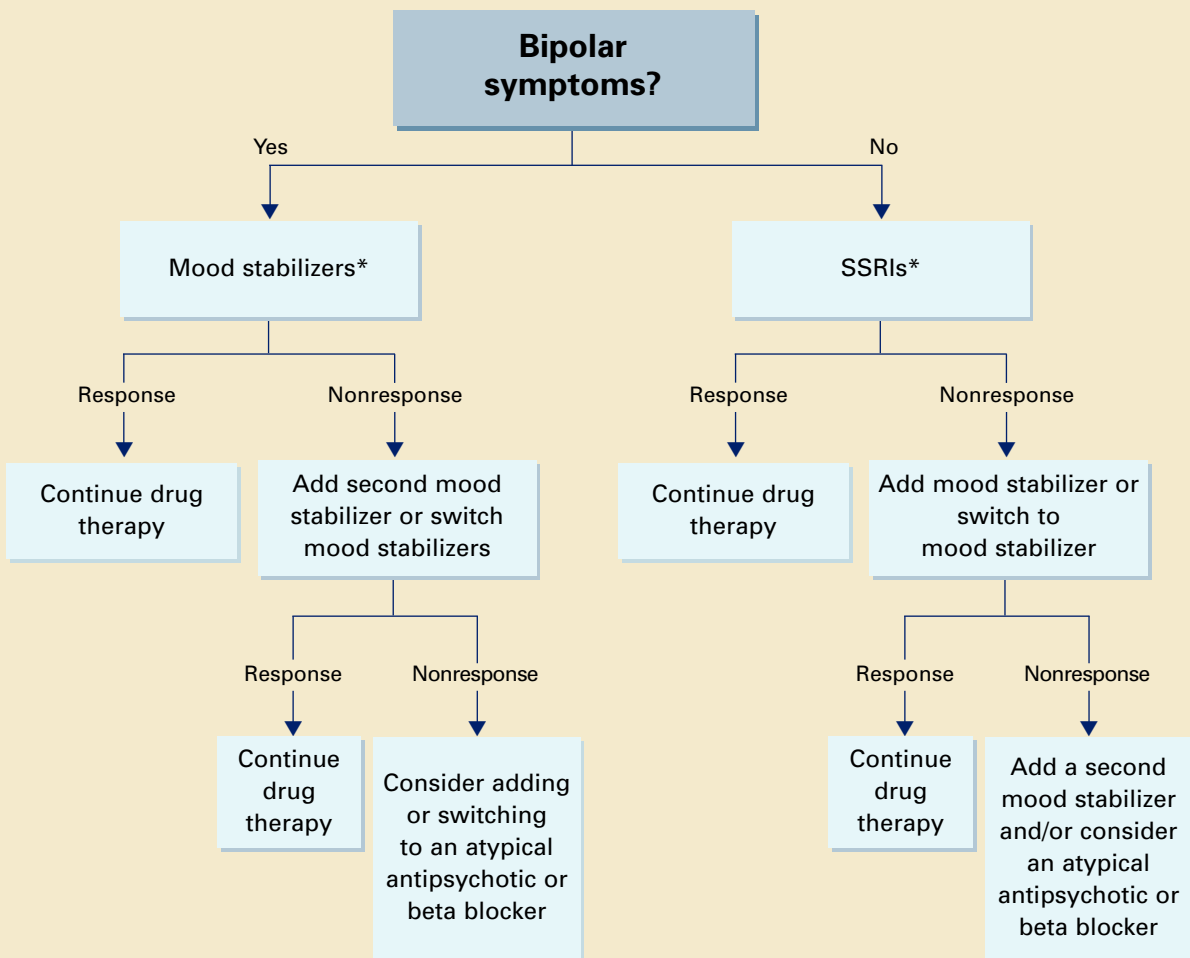 Bipolar
symptoms?
Yes
No
Mood stabilizers*
SSRIs*
Response
Nonresponse
Response
Nonresponse
Continue drug
therapy
Add second mood
stabilizer or switch
mood stabilizers
Continue drug
therapy
Add mood stabilizer or
switch to
mood stabilizer
Response
Nonresponse
Response
Nonresponse
Continue
drug
therapy
Consider adding
or switching
to an atypical
antipsychotic or
beta blocker
Continue
drug
therapy
Add a second
mood stabilizer
and/or consider
an atypical
antipsychotic or
beta blocker